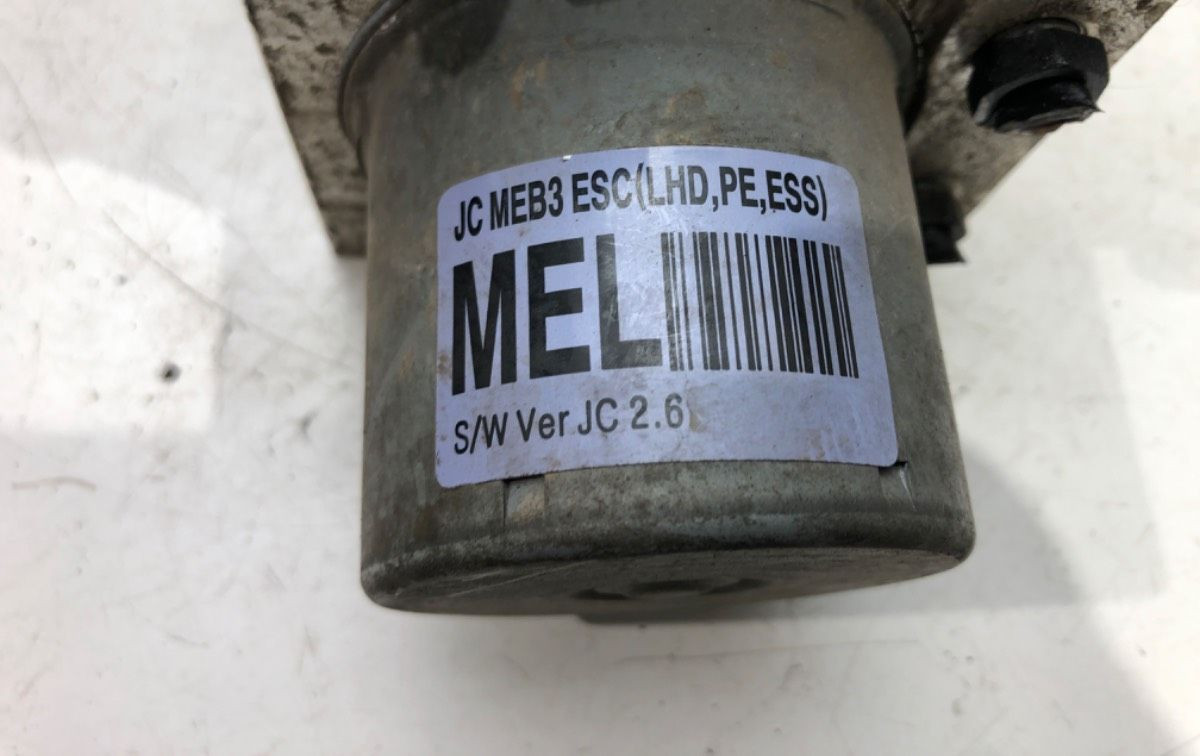 JC MEB3 ESC(LHD,PE,ESS)
MEL
S/W Ver JC 2.6